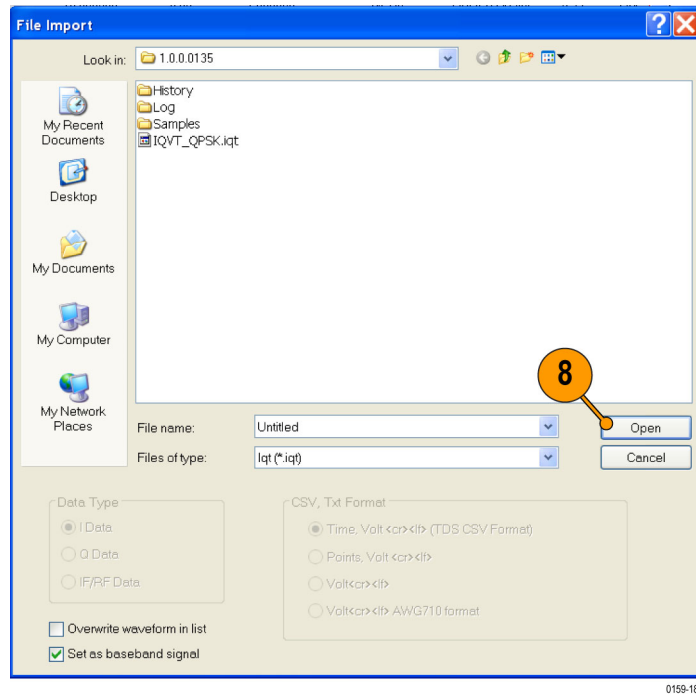 File Import
Look in:
1.0.0.0135
My Recent
Documents
Desktop
My Documents
My Computer
My Network
Places
History
Log
Samples
IQVT_QPSK.iqt
8
File name:
Untitled
Open
Files of type:
Iqt (*.iqt)
Cancel
Data Type
I Data
Q Data
IF/RF Data
CSV, Txt Format
Time, Volt <cr><lf> (TDS CSV Format)
Points, Volt <cr><lf>
Volt<cr><lf>
Volt<cr><lf> AWG710 format
Overwrite waveform in list
Set as baseband signal